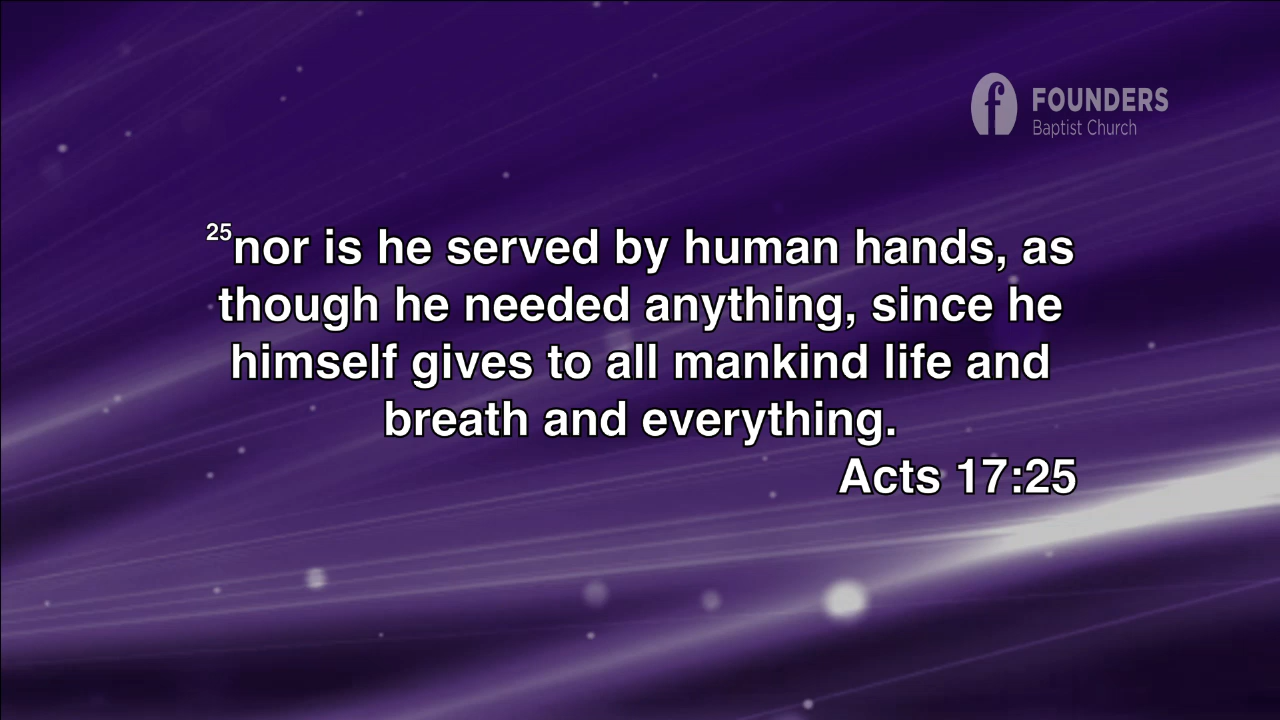 FOUNDERS
Baptist Church
25nor is he served by human hands, as
though he needed anything, since he
himself gives to all mankind life and
breath and everything.
Acts 17:25